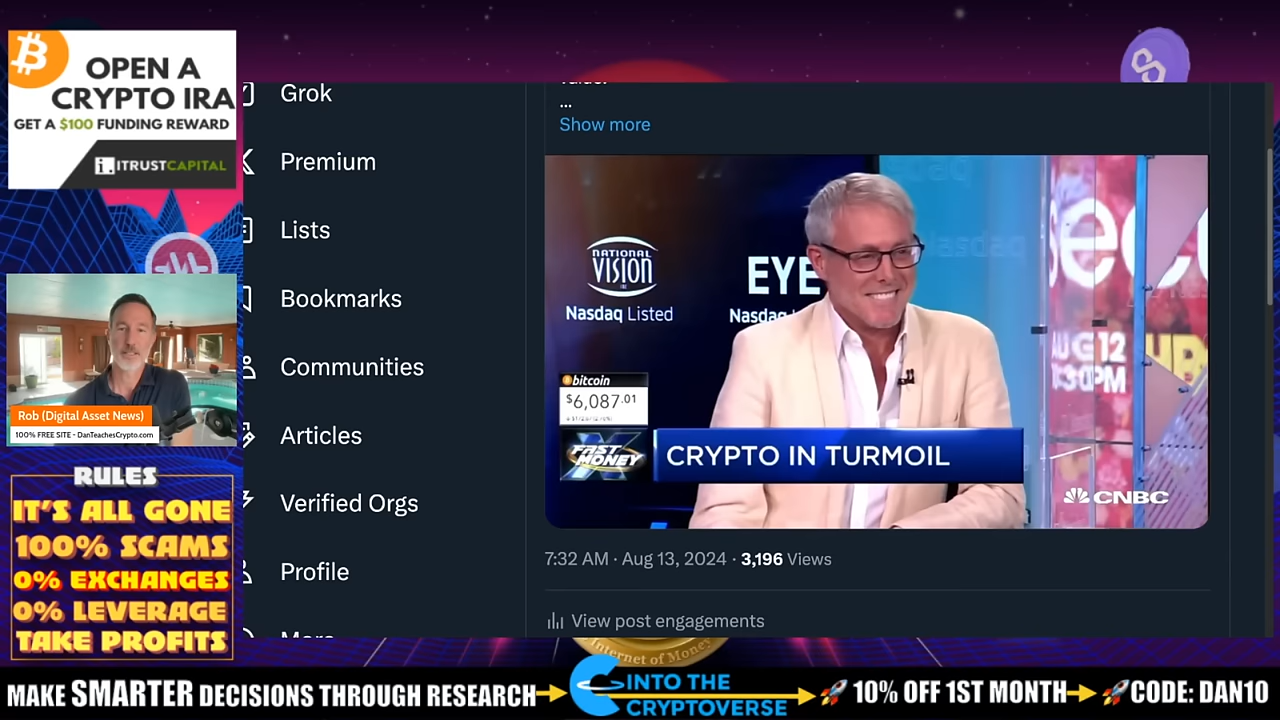 OPEN A
CRYPTO IRA
GET A $100 FUNDING REWARD
i. ITRUSTCAPITAL
Rob (Digital Asset News)
100% FREE SITE - DanTeachesCrypto.com
RULES
IT'S ALL GONE
100% SCAMS
0% EXCHANGES
0% LEVERAGE
TAKE PROFITS
Grok
Premium
Lists
Bookmarks
Communities
Articles
Verified Orgs
Profile
More
...
Show more
NATIONAL
VISION
INC
Nasdaq Listed
EYE
Nasdaq
bitcoin
$6,087.01
FAST
MONEY
CRYPTO IN TURMOIL
AUG 12
CNBC
7:32 AM · Aug 13, 2024 · 3,196 Views
View post engagements
Internet of Money
MAKE SMARTER DECISIONS THROUGH RESEARCH
INTO THE
CRYPTOVERSE
10% OFF 1ST MONTH
CODE: DAN10